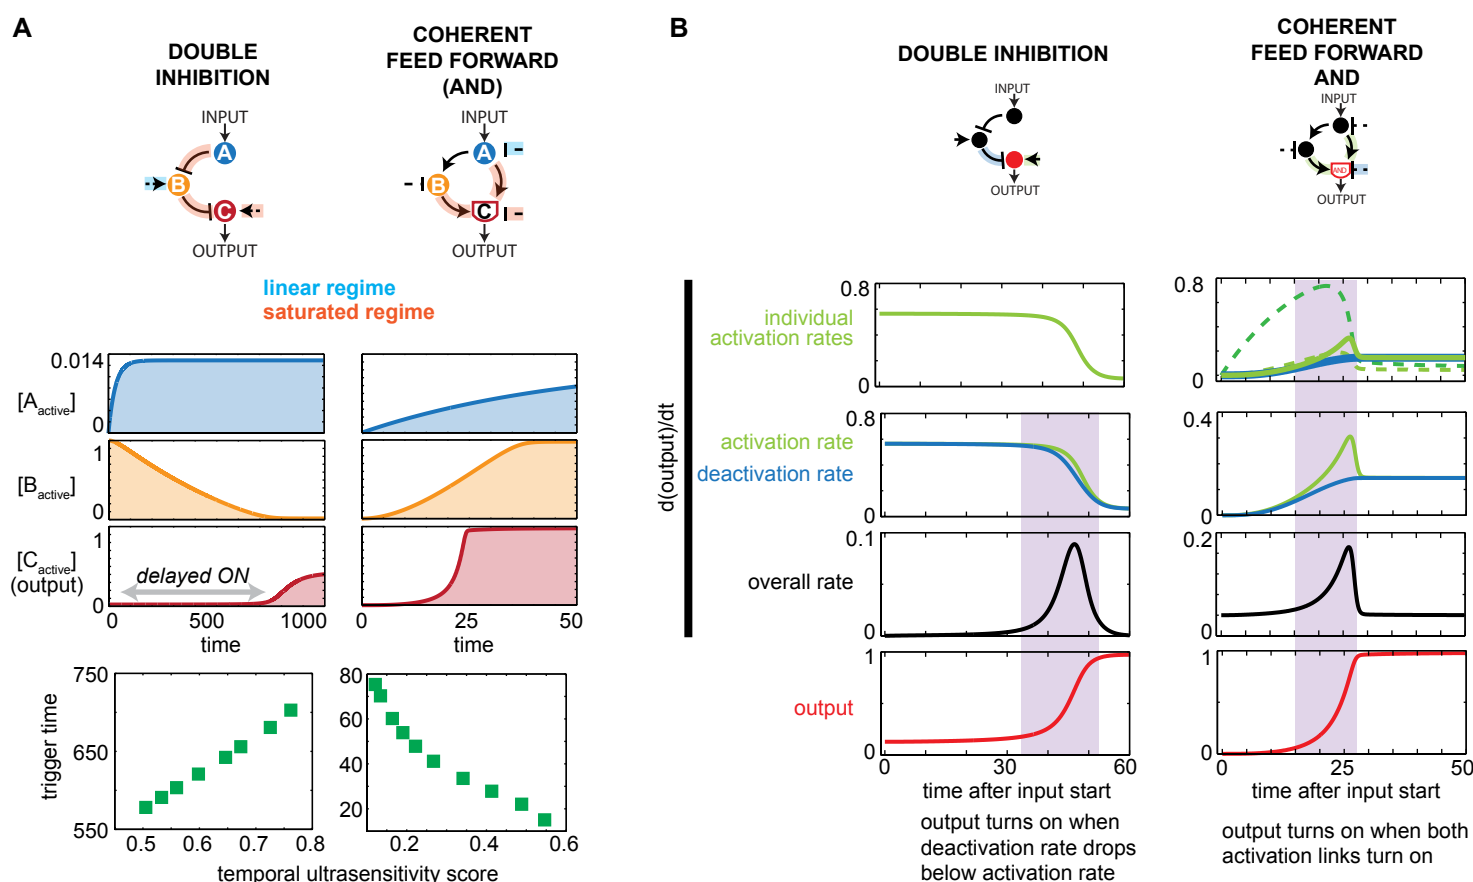 A
DOUBLE
INHIBITION
COHERENT
FEED FORWARD
(AND)
INPUT
A
B
C
OUTPUT
INPUT
A
B
C
OUTPUT
linear regime
saturated regime
0.014
0
[Aactive]
1
0
[Bactive]
1
0
[Cactive]
(output)
delayed ON
0
500
1000
time
0
25
50
time
750
650
550
trigger time
0.5
0.6
0.7
0.8
80
60
40
20
0.2
0.4
0.6
temporal ultrasensitivity score
B
DOUBLE INHIBITION
COHERENT
FEED FORWARD
AND
INPUT
OUTPUT
INPUT
AND
OUTPUT
d(output)/dt
individual
activation rates
0.8
0
0.8
0
activation rate
deactivation rate
0.8
0
0.4
0
overall rate
0.1
0
0.2
0
output
1
0
1
0
0
30
60
time after input start
0
25
50
time after input start
output turns on when
deactivation rate drops
below activation rate
output turns on when both
activation links turn on